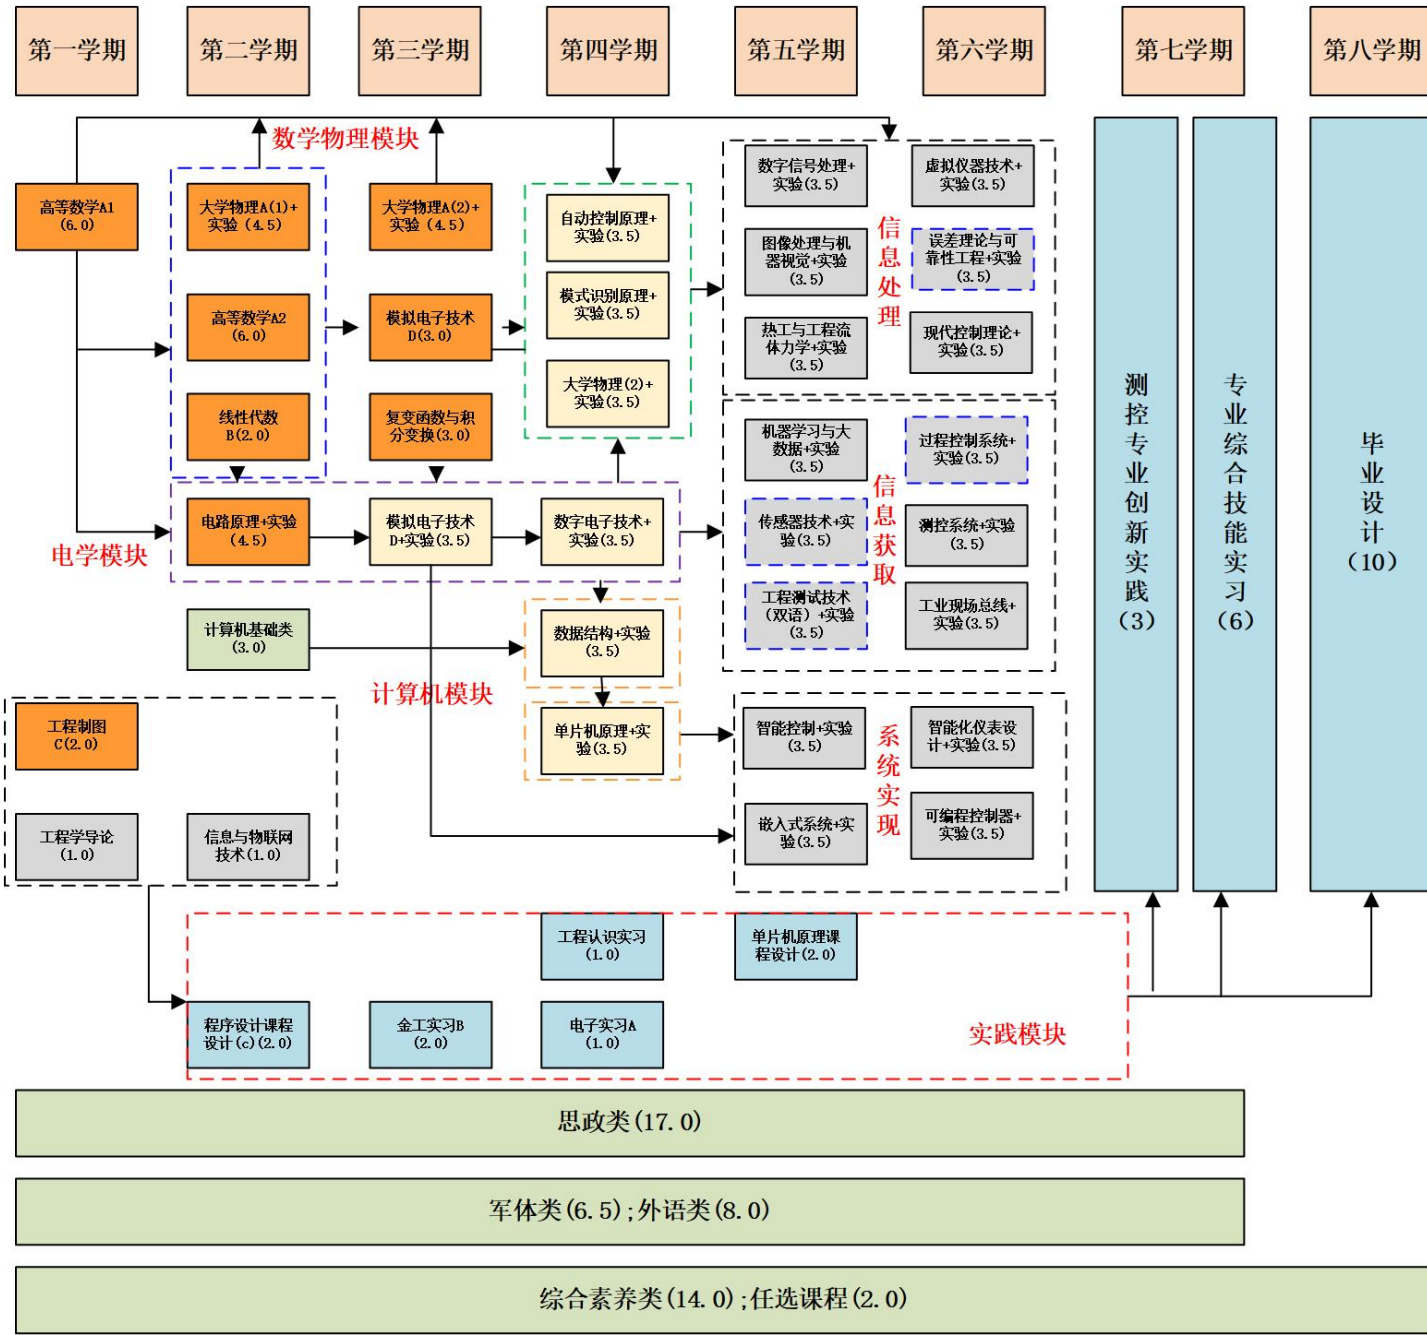 第一学期
第二学期
第三学期
第四学期
第五学期
第六学期
第七学期
第八学期
数学物理模块
高等数学A1
(6.0)
大学物理A(1)+
实验 (4.5)
大学物理A(2)+
实验 (4.5)
自动控制原理+
实验(3.5)
高等数学A2
(6.0)
模拟电子技术
D(3.0)
模式识别原理+
实验(3.5)
线性代数
B(2.0)
复变函数与积
分变换(3.0)
大学物理(2)+
实验(3.5)
数字信号处理+
实验(3.5)
虚拟仪器技术+
实验(3.5)
图像处理与机
器视觉+实验
(3.5)
误差理论与可
靠性工程+实验
(3.5)
热工与工程流
体力学+实验
(3.5)
现代控制理论+
实验(3.5)
信
息
处
理
电学模块
电路原理+实验
(4.5)
模拟电子技术
D+实验(3.5)
数字电子技术+
实验(3.5)
机器学习与大
数据+实验
(3.5)
过程控制系统+
实验(3.5)
传感器技术+实
验(3.5)
测控系统+实验
(3.5)
工程测试技术
(双语) +实验
(3.5)
工业现场总线+
实验(3.5)
信
息
获
取
计算机基础类
(3.0)
数据结构+实验
(3.5)
计算机模块
单片机原理+实
验(3.5)
智能控制+实验
(3.5)
智能化仪表设
计+实验(3.5)
嵌入式系统+实
验(3.5)
可编程控制器+
实验(3.5)
系
统
实
现
工程制图
C(2.0)
工程学导论
(1.0)
信息与物联网
技术(1.0)
测
控
专
业
创
新
实
践
(3)
专
业
综
合
技
能
实
习
(6)
毕
业
设
计
(10)
工程认识实习
(1.0)
单片机原理课
程设计(2.0)
程序设计课程
设计(c)(2.0)
金工实习B
(2.0)
电子实习A
(1.0)
实践模块
思政类(17.0)
军体类(6.5);外语类(8.0)
综合素养类(14.0);任选课程(2.0)